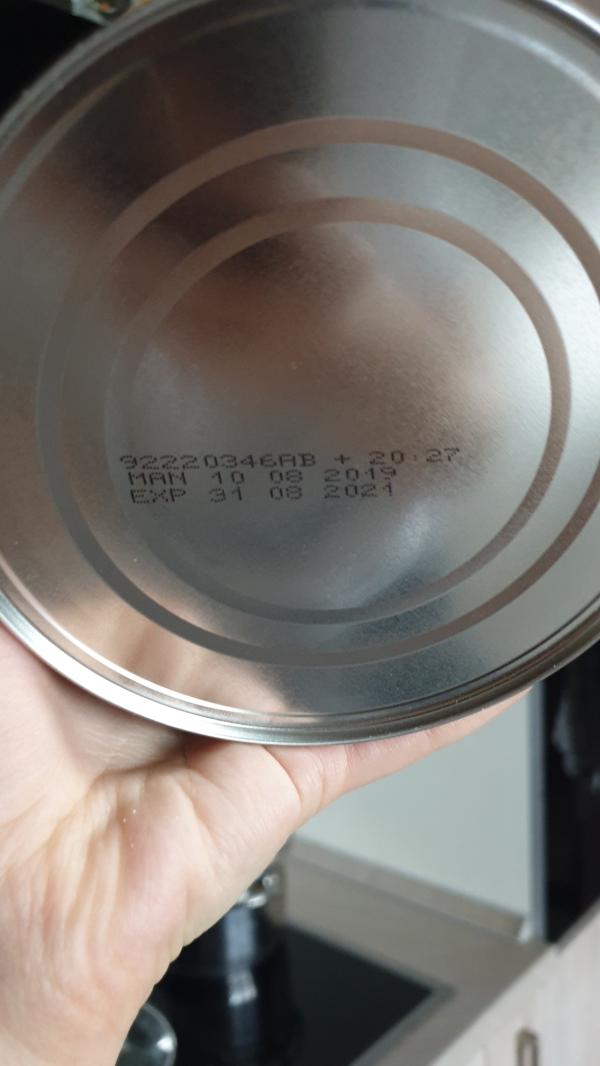 92220346AB + 20:27
MAN 10 08 2019
EXP 31 08 2021